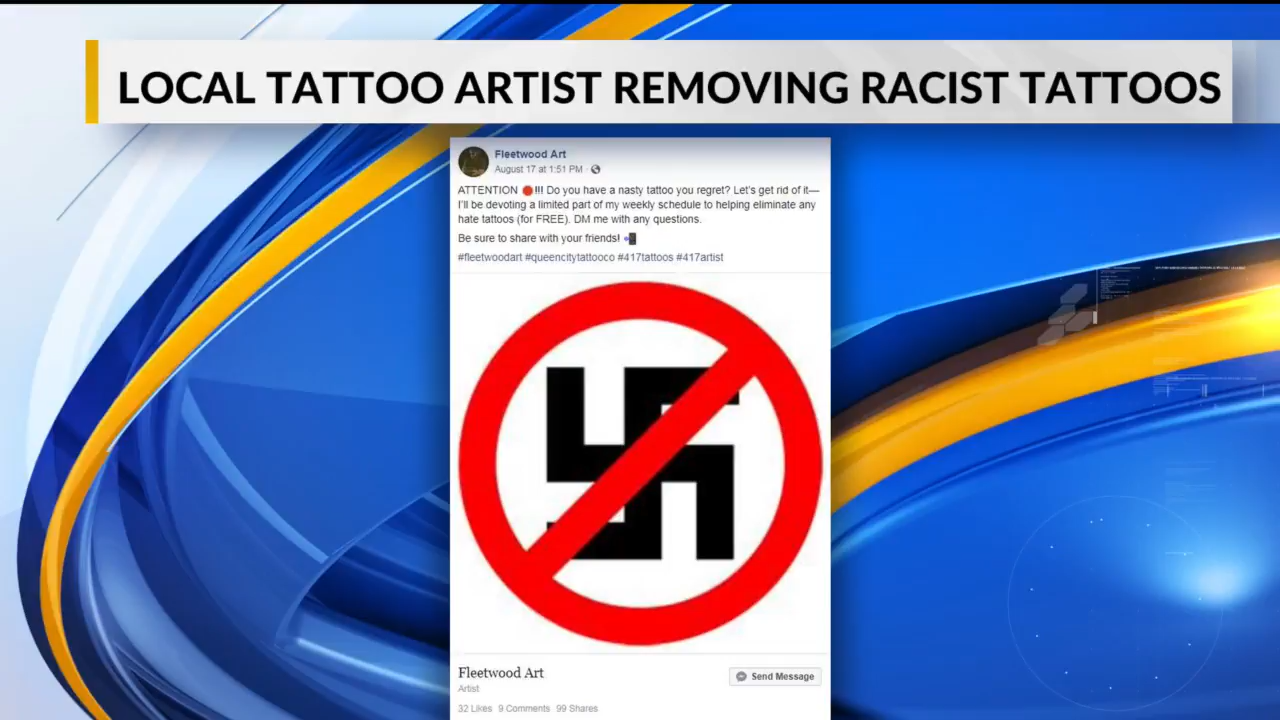 LOCAL TATTOO ARTIST REMOVING RACIST TATTOOS
Fleetwood Art
August 17 at 1:51 PM ·
ATTENTION 🔴!!! Do you have a nasty tattoo you regret? Let's get rid of it—
I'll be devoting a limited part of my weekly schedule to helping eliminate any
hate tattoos (for FREE). DM me with any questions.
Be sure to share with your friends!
#fleetwoodart #queencitytattooco #417tattoos #417artist
Fleetwood Art
Send Message
Artist
32 Likes 9 Comments 99 Shares